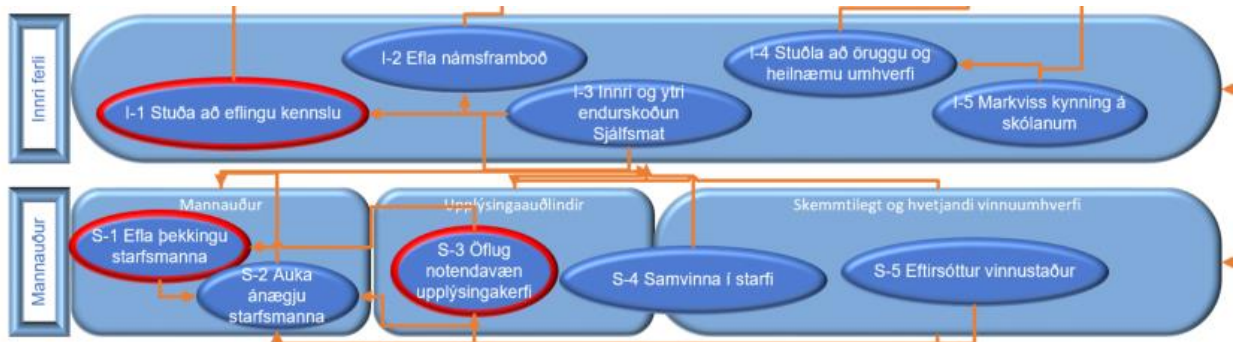 Innri ferli
I-2 Efla námsframboð
I-4 Stuðla að öruggu og
heilnæmu umhverfi
I-1 Stuða að eflingu kennslu
I-3 Innri og ytri
endurskoðun
Sjálfsmat
I-5 Markviss kynning á
skólanum
Mannauður
Mannauður
Upplýsingaauðlindir
Skemmtilegt og hvetjandi vinnuumhverfi
S-1 Efla þekkingu
starfsmanna
S-2 Auka
ánægju
starfsmanna
S-3 Öflug
notendavæn
upplýsingakerfi
S-4 Samvinna í starfi
S-5 Eftirsóttur vinnustaður